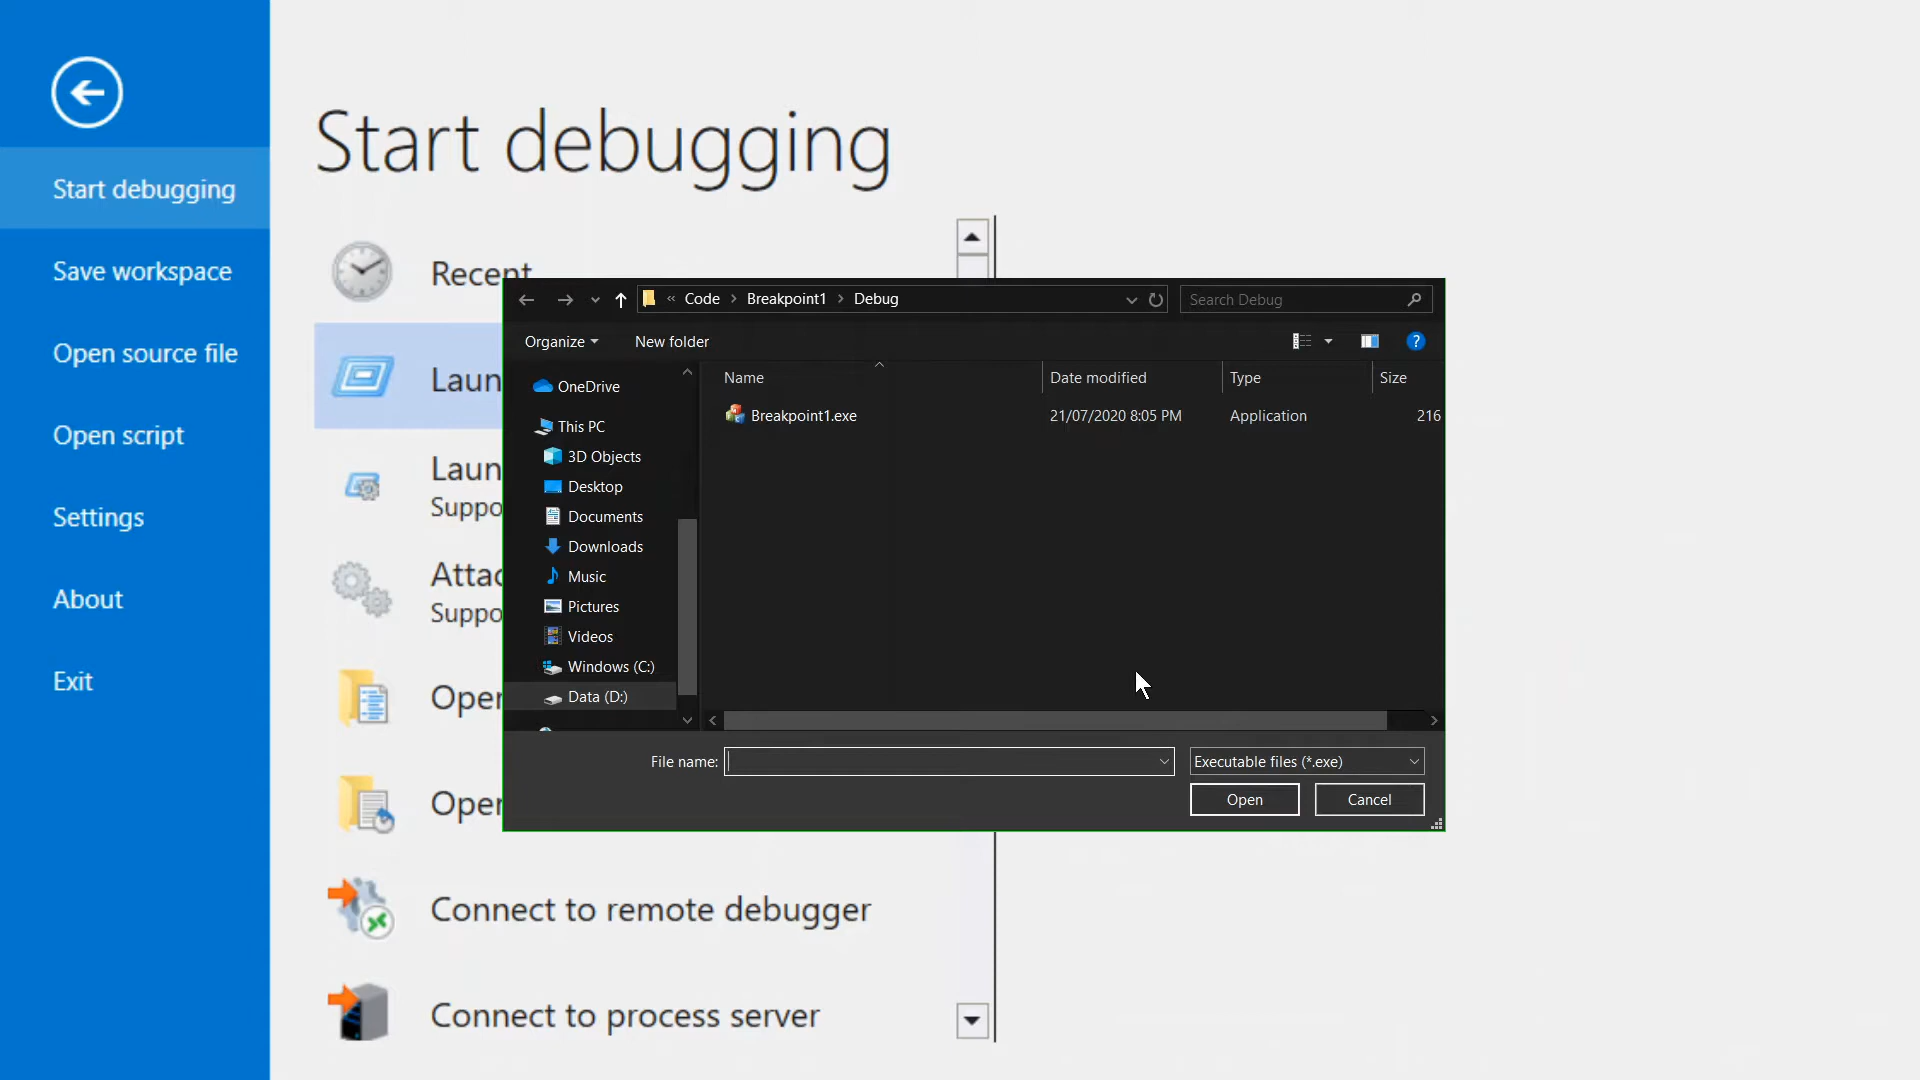 Start debugging
Save workspace
Open source file
Open script
Settings
About
Exit
Start debugging
Recent
Laun
Laun
Suppo
Attac
Suppo
Open
Open
Connect to remote debugger
Connect to process server
« Code > Breakpoint1 > Debug
Search Debug
Organize
New folder
OneDrive
This PC
3D Objects
Desktop
Documents
Downloads
Music
Pictures
Videos
Windows (C:)
Data (D:)
Name Date modified Type Size
Breakpoint1.exe 21/07/2020 8:05 PM Application 216
File name:
Executable files (*.exe)
Open
Cancel